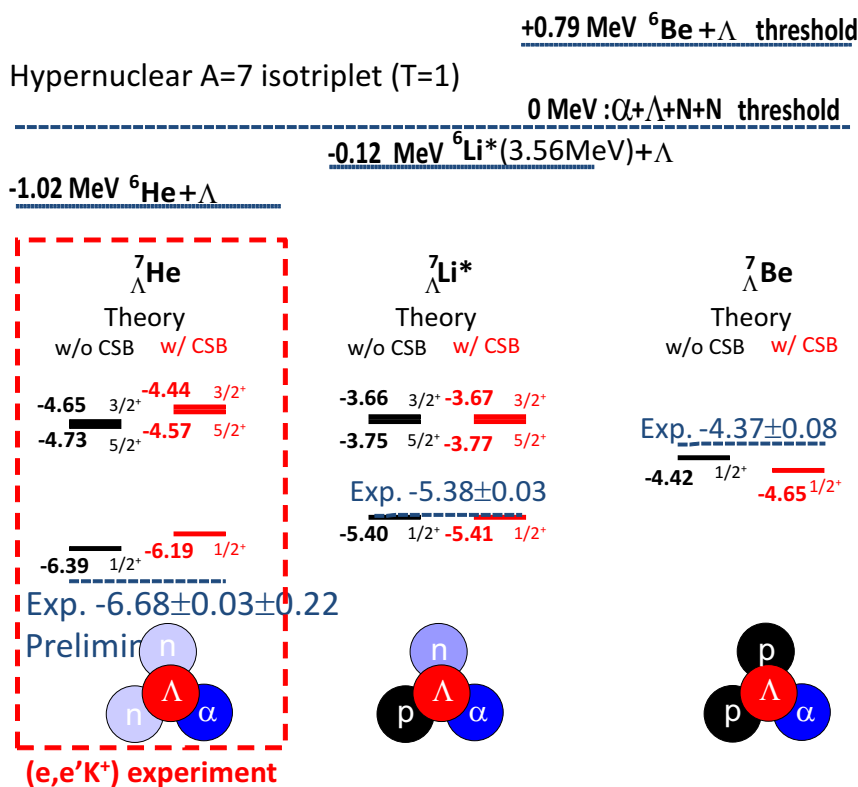 +0.79 MeV ⁶Be+Λ threshold
Hypernuclear A=7 isotriplet (T=1)
0 MeV :α+Λ+N+N threshold
-0.12 MeV ⁶Li*(3.56MeV)+Λ
-1.02 MeV ⁶He+Λ
⁷ΛHe
Theory
w/o CSB w/ CSB
-4.65 3/2⁺ -4.44 3/2⁺
-4.73 5/2⁺ -4.57 5/2⁺
-6.39 1/2⁺ -6.19 1/2⁺
Exp. -6.68±0.03±0.22
Prelimin
n
n Λ α
(e,e’K⁺) experiment
⁷ΛLi*
Theory
w/o CSB w/ CSB
-3.66 3/2⁺ -3.67 3/2⁺
-3.75 5/2⁺ -3.77 5/2⁺
Exp. -5.38±0.03
-5.40 1/2⁺ -5.41 1/2⁺
n
p Λ α
⁷ΛBe
Theory
w/o CSB w/ CSB
Exp. -4.37±0.08
-4.42 1/2⁺ -4.65 1/2⁺
p
p Λ α